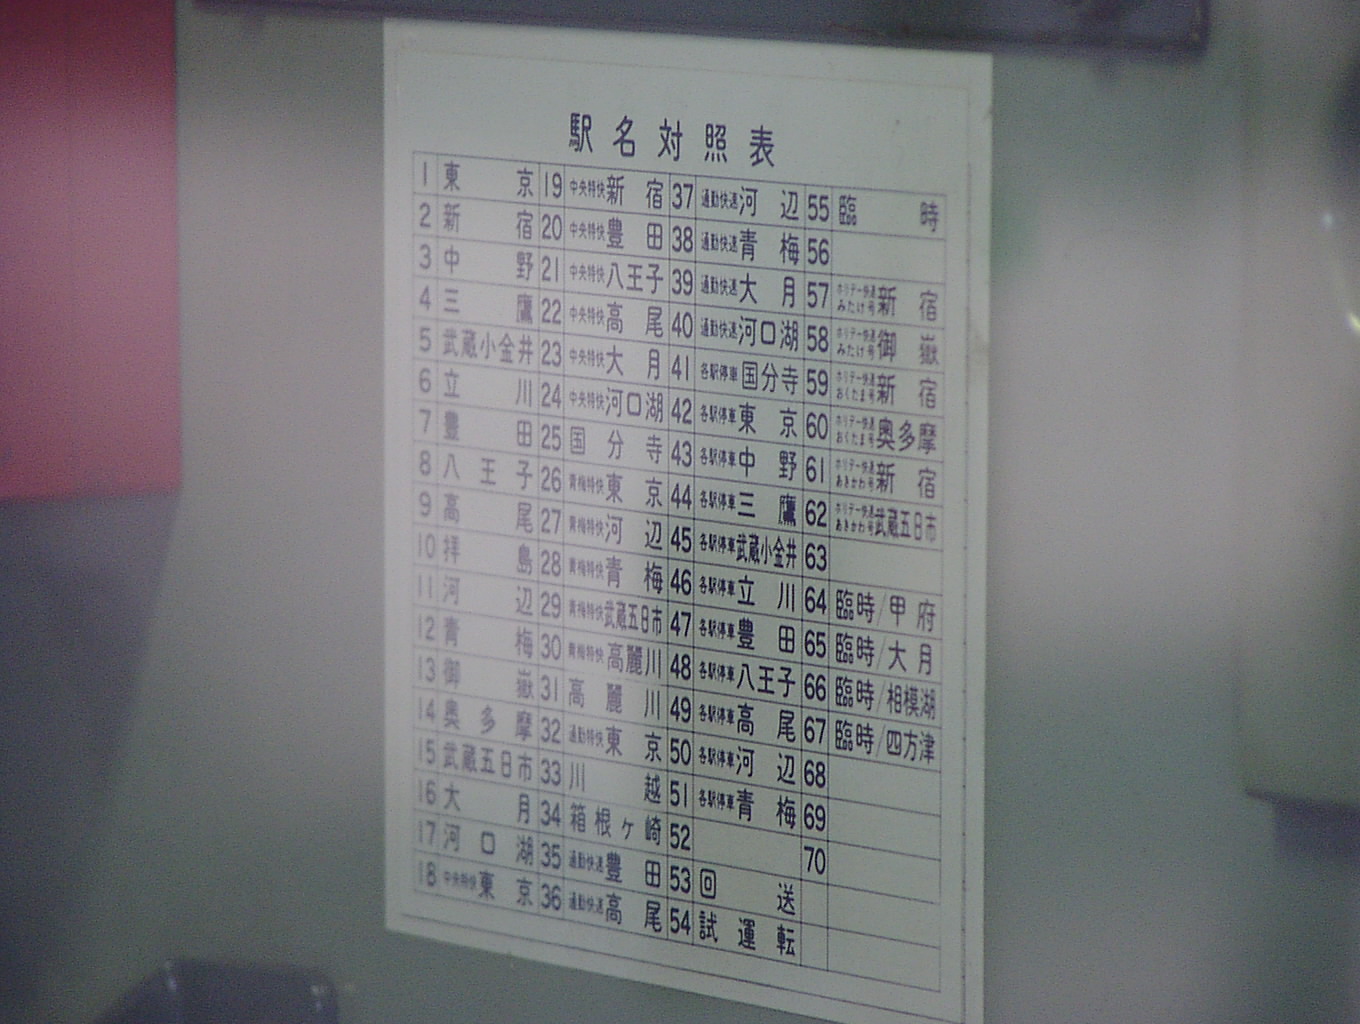 駅名対照表
1 東京 19 中央特快 新宿 37 通勤快速 河辺 55 臨時
2 新宿 20 中央特快 豊田 38 通勤快速 青梅 56
3 中野 21 中央特快 八王子 39 通勤快速 大月 57 ホリデー快速 みたけ号 新宿
4 三鷹 22 中央特快 高尾 40 通勤快速 河口湖 58 ホリデー快速 みたけ号 御嶽
5 武蔵小金井 23 中央特快 大月 41 各駅停車 国分寺 59 ホリデー快速 おくたま号 新宿
6 立川 24 中央特快 河口湖 42 各駅停車 東京 60 ホリデー快速 おくたま号 奥多摩
7 豊田 25 国分寺 43 各駅停車 中野 61 ホリデー快速 あきかわ号 新宿
8 八王子 26 青梅特快 東京 44 各駅停車 三鷹 62 ホリデー快速 あきかわ号 武蔵五日市
9 高尾 27 青梅特快 河辺 45 各駅停車 武蔵小金井 63
10 拝島 28 青梅特快 青梅 46 各駅停車 立川 64 臨時/甲府
11 河辺 29 青梅特快 武蔵五日市 47 各駅停車 豊田 65 臨時/大月
12 青梅 30 青梅特快 高麗川 48 各駅停車 八王子 66 臨時/相模湖
13 御嶽 31 高麗川 49 各駅停車 高尾 67 臨時/四方津
14 奥多摩 32 通勤特快 東京 50 各駅停車 河辺 68
15 武蔵五日市 33 川越 51 各駅停車 青梅 69
16 大月 34 箱根ヶ崎 52 70
17 河口湖 35 通勤快速 豊田 53 回送
18 中央特快 東京 36 通勤快速 高尾 54 試運転